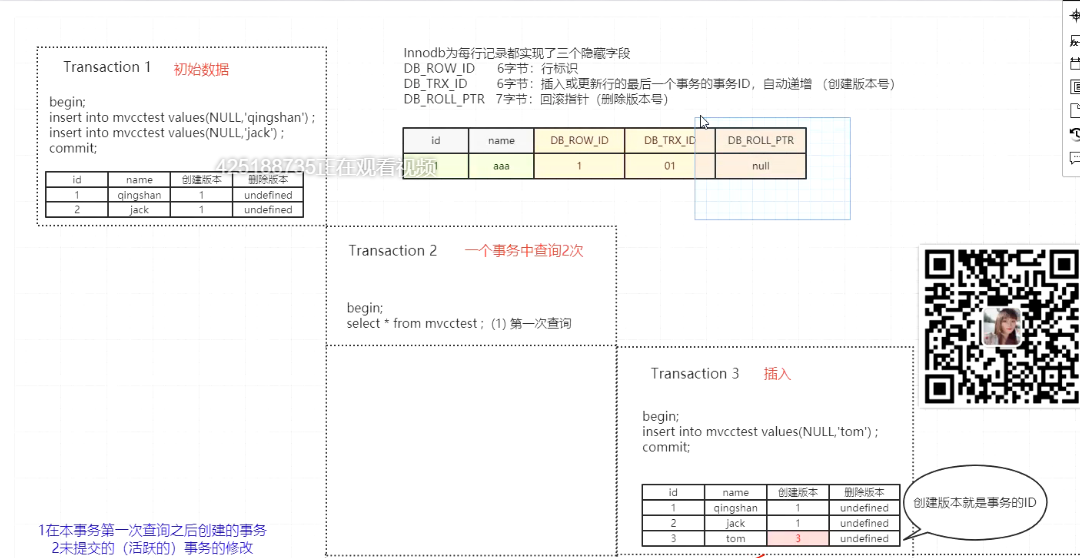 Innodb为每行记录都实现了三个隐藏字段
DB_ROW_ID 6字节：行标识
DB_TRX_ID 6字节：插入或更新行的最后一个事务的事务ID，自动递增 （创建版本号）
DB_ROLL_PTR 7字节：回滚指针（删除版本号）
id name DB_ROW_ID DB_TRX_ID DB_ROLL_PTR
1 aaa 1 01 null
Transaction 1 初始数据
begin;
insert into mvcctest values(NULL,'qingshan') ;
insert into mvcctest values(NULL,'jack') ;
commit;
425188735正在观看视频
id name 创建版本 删除版本
1 qingshan 1 undefined
2 jack 1 undefined
Transaction 2 一个事务中查询2次
begin;
select * from mvcctest ; (1) 第一次查询
Transaction 3 插入
begin;
insert into mvcctest values(NULL,'tom') ;
commit;
id name 创建版本 删除版本
1 qingshan 1 undefined
2 jack 1 undefined
3 tom 3 undefined
创建版本就是事务的ID
1在本事务第一次查询之后创建的事务
2未提交的（活跃的）事务的修改